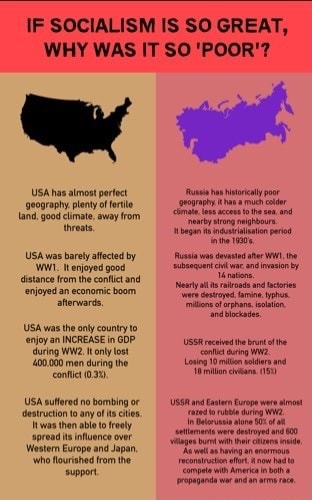 IF SOCIALISM IS SO GREAT,
WHY WAS IT SO 'POOR'?
USA has almost perfect
geography, plenty of fertile
land, good climate, away from
threats.
Russia has historically poor
geography, it has a much colder
climate, less access to the sea, and
nearby strong neighbours.
It began its industrialisation period
in the 1930's.
USA was barely affected by
WW1. It enjoyed good
distance from the conflict and
enjoyed an economic boom
afterwards.
Russia was devasted after WW1, the
subsequent civil war, and invasion by
14 nations.
Nearly all its railroads and factories
were destroyed, famine, typhus,
millions of orphans, isolation,
and blockades.
USA was the only country to
enjoy an INCREASE in GDP
during WW2. It only lost
400,000 men during the
conflict (0.3%).
USSR received the brunt of the
conflict during WW2.
Losing 10 million soldiers and
18 million civilians. (15%)
USA suffered no bombing or
destruction to any of its cities.
It was then able to freely
spread its influence over
Western Europe and Japan,
who flourished from the
support.
USSR and Eastern Europe were almost
razed to rubble during WW2.
In Belorussia alone 50% of all
settlements were destroyed and 600
villages burnt with their citizens inside.
As well as having an enormous
reconstruction effort, it now had to
compete with America in both a
propaganda war and an arms race.